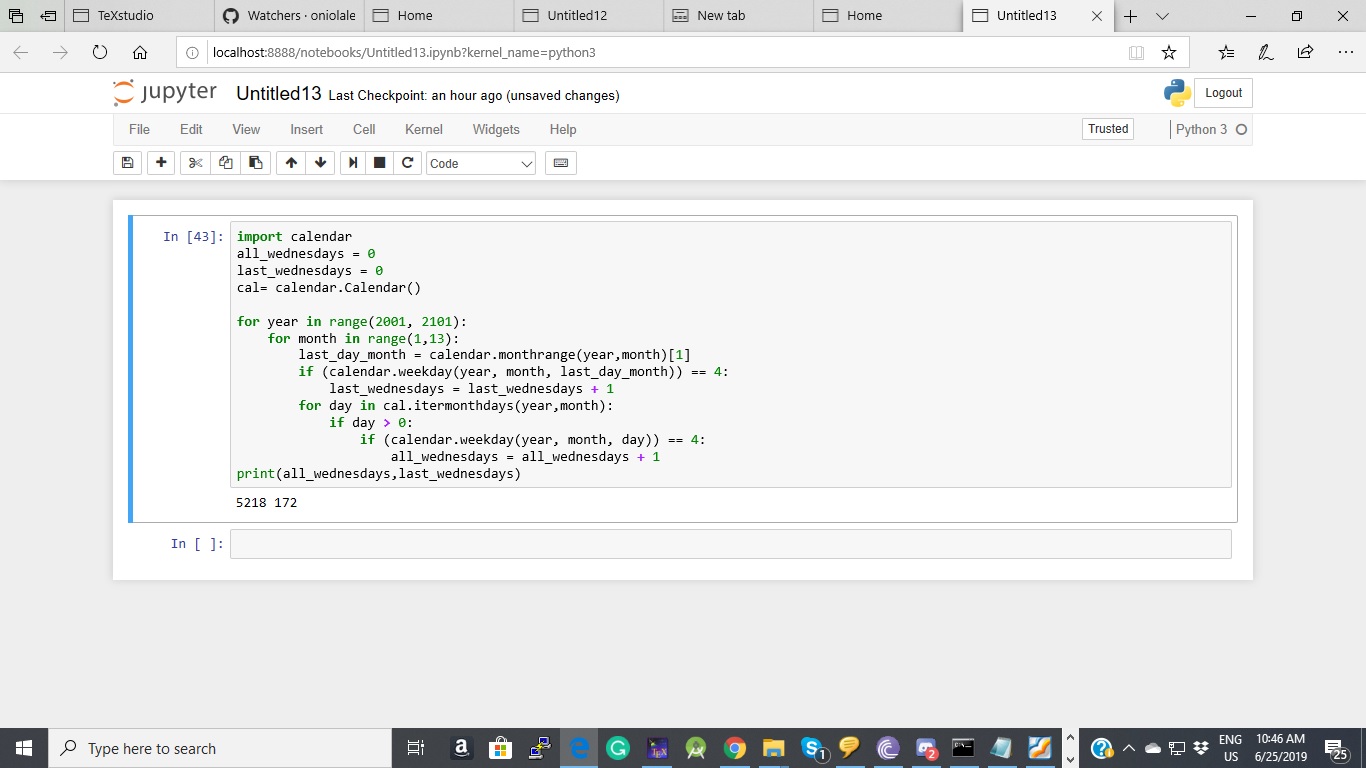 TeXstudio
Watchers · oniolale
Home
Untitled12
New tab
Home
Untitled13
localhost:8888/notebooks/Untitled13.ipynb?kernel_name=python3
jupyter Untitled13 Last Checkpoint: an hour ago (unsaved changes)
Logout
File Edit View Insert Cell Kernel Widgets Help
Trusted
Python 3
Code
In [43]:
import calendar
all_wednesdays = 0
last_wednesdays = 0
cal= calendar.Calendar()
for year in range(2001, 2101):
    for month in range(1,13):
        last_day_month = calendar.monthrange(year,month)[1]
        if (calendar.weekday(year, month, last_day_month)) == 4:
            last_wednesdays = last_wednesdays + 1
        for day in cal.itermonthdays(year,month):
            if day > 0:
                if (calendar.weekday(year, month, day)) == 4:
                    all_wednesdays = all_wednesdays + 1
print(all_wednesdays,last_wednesdays)
5218 172
In [ ]:
Type here to search
ENG
US
10:46 AM
6/25/2019
25